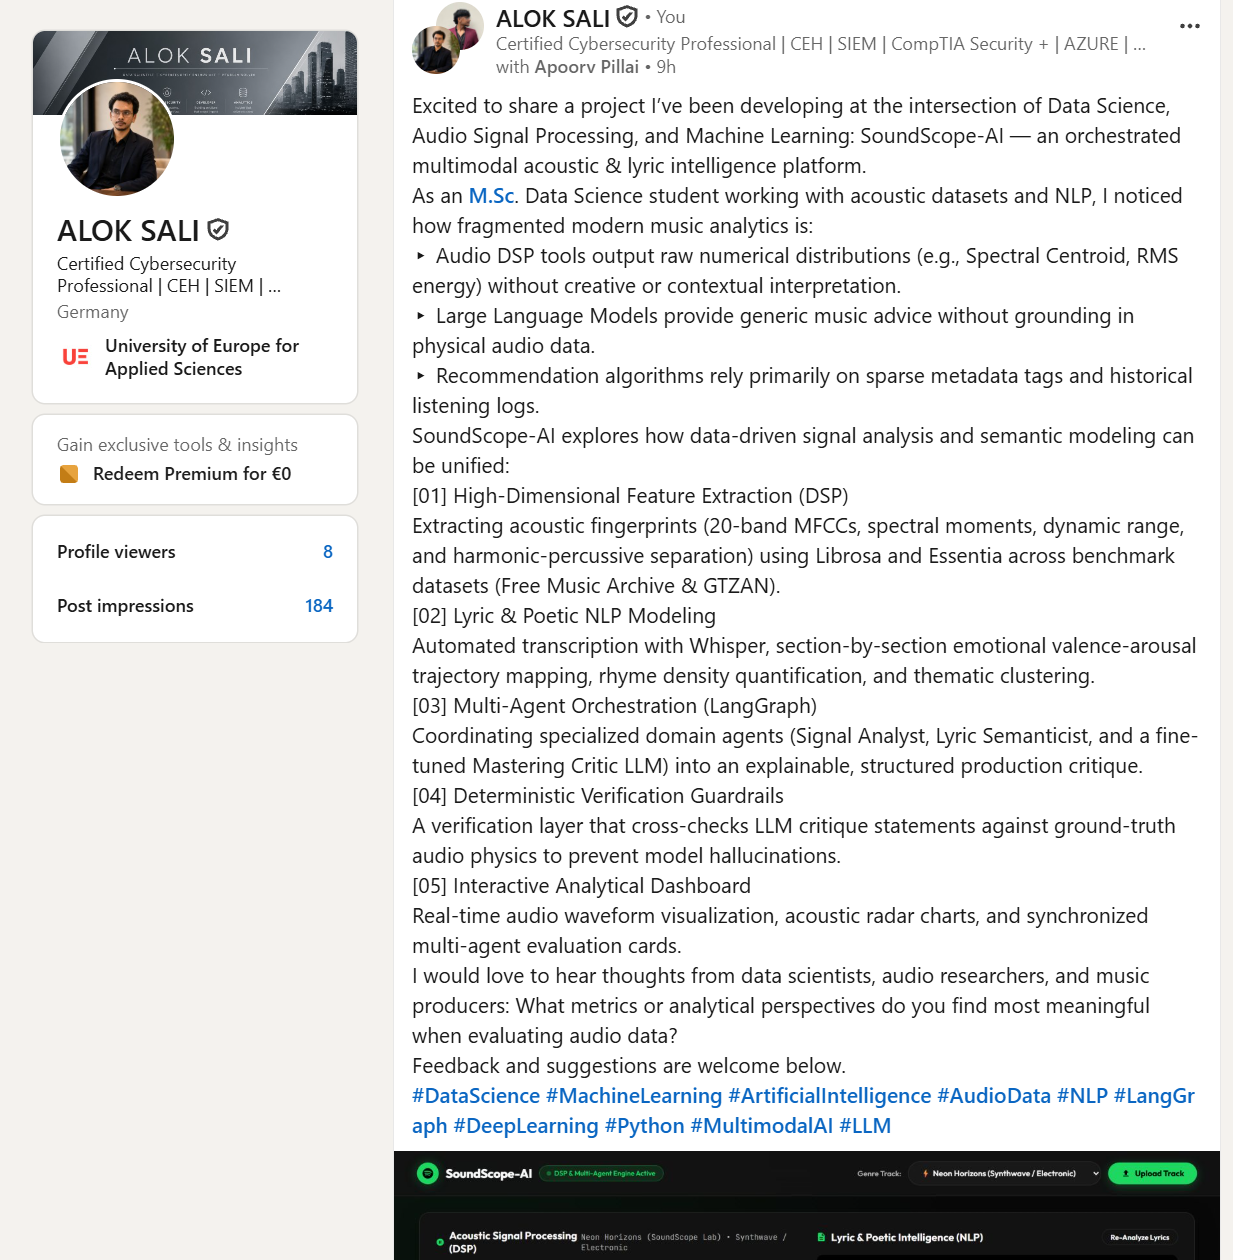 ALOK SALI
ALOK SALI
Certified Cybersecurity
Professional | CEH | SIEM | ...
Germany
UE
University of Europe for
Applied Sciences
Gain exclusive tools & insights
Redeem Premium for €0
Profile viewers 8
Post impressions 184
ALOK SALI • You
Certified Cybersecurity Professional | CEH | SIEM | CompTIA Security + | AZURE | ...
with Apoorv Pillai • 9h
Excited to share a project I’ve been developing at the intersection of Data Science,
Audio Signal Processing, and Machine Learning: SoundScope-AI — an orchestrated
multimodal acoustic & lyric intelligence platform.
As an M.Sc. Data Science student working with acoustic datasets and NLP, I noticed
how fragmented modern music analytics is:
‣ Audio DSP tools output raw numerical distributions (e.g., Spectral Centroid, RMS
energy) without creative or contextual interpretation.
‣ Large Language Models provide generic music advice without grounding in
physical audio data.
‣ Recommendation algorithms rely primarily on sparse metadata tags and historical
listening logs.
SoundScope-AI explores how data-driven signal analysis and semantic modeling can
be unified:
[01] High-Dimensional Feature Extraction (DSP)
Extracting acoustic fingerprints (20-band MFCCs, spectral moments, dynamic range,
and harmonic-percussive separation) using Librosa and Essentia across benchmark
datasets (Free Music Archive & GTZAN).
[02] Lyric & Poetic NLP Modeling
Automated transcription with Whisper, section-by-section emotional valence-arousal
trajectory mapping, rhyme density quantification, and thematic clustering.
[03] Multi-Agent Orchestration (LangGraph)
Coordinating specialized domain agents (Signal Analyst, Lyric Semanticist, and a fine-
tuned Mastering Critic LLM) into an explainable, structured production critique.
[04] Deterministic Verification Guardrails
A verification layer that cross-checks LLM critique statements against ground-truth
audio physics to prevent model hallucinations.
[05] Interactive Analytical Dashboard
Real-time audio waveform visualization, acoustic radar charts, and synchronized
multi-agent evaluation cards.
I would love to hear thoughts from data scientists, audio researchers, and music
producers: What metrics or analytical perspectives do you find most meaningful
when evaluating audio data?
Feedback and suggestions are welcome below.
#DataScience #MachineLearning #ArtificialIntelligence #AudioData #NLP #LangGr
aph #DeepLearning #Python #MultimodalAI #LLM
SoundScope-AI DSP & Multi-Agent Engine Active Genre Track: Neon Horizons (Synthwave / Electronic) Upload Track
Acoustic Signal Processing
(DSP)
Neon Horizons (SoundScope Lab) • Synthwave /
Electronic
Lyric & Poetic Intelligence (NLP) Re-Analyze Lyrics